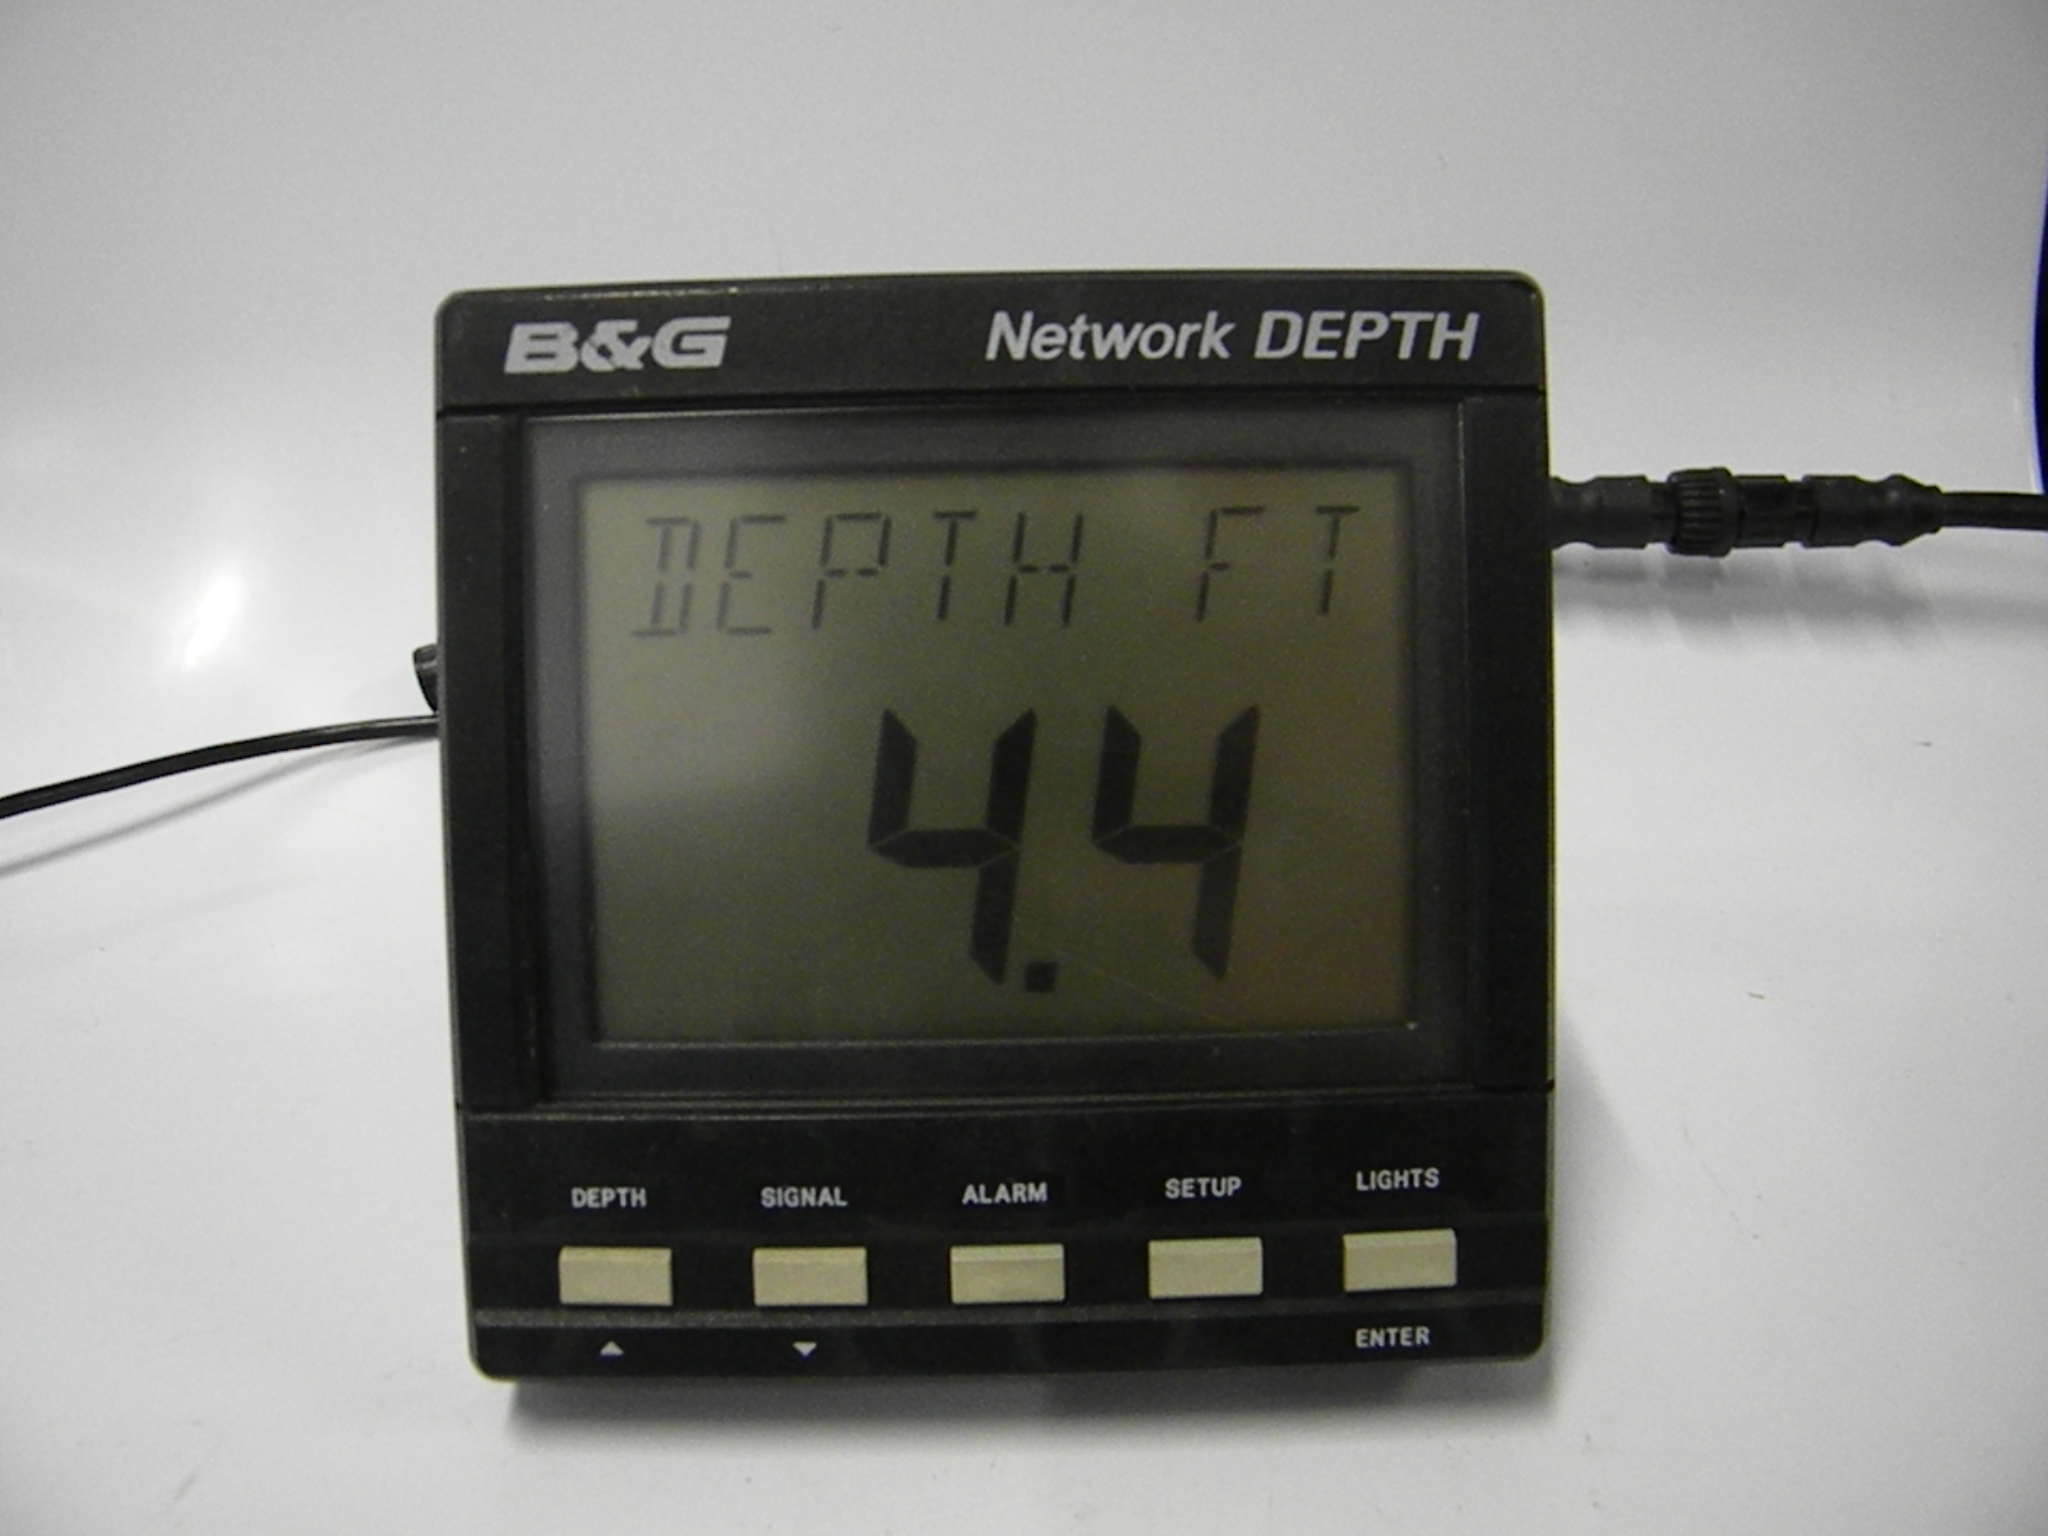 B&G Network DEPTH
DEPTH FT
4.4
DEPTH SIGNAL ALARM SETUP LIGHTS
ENTER